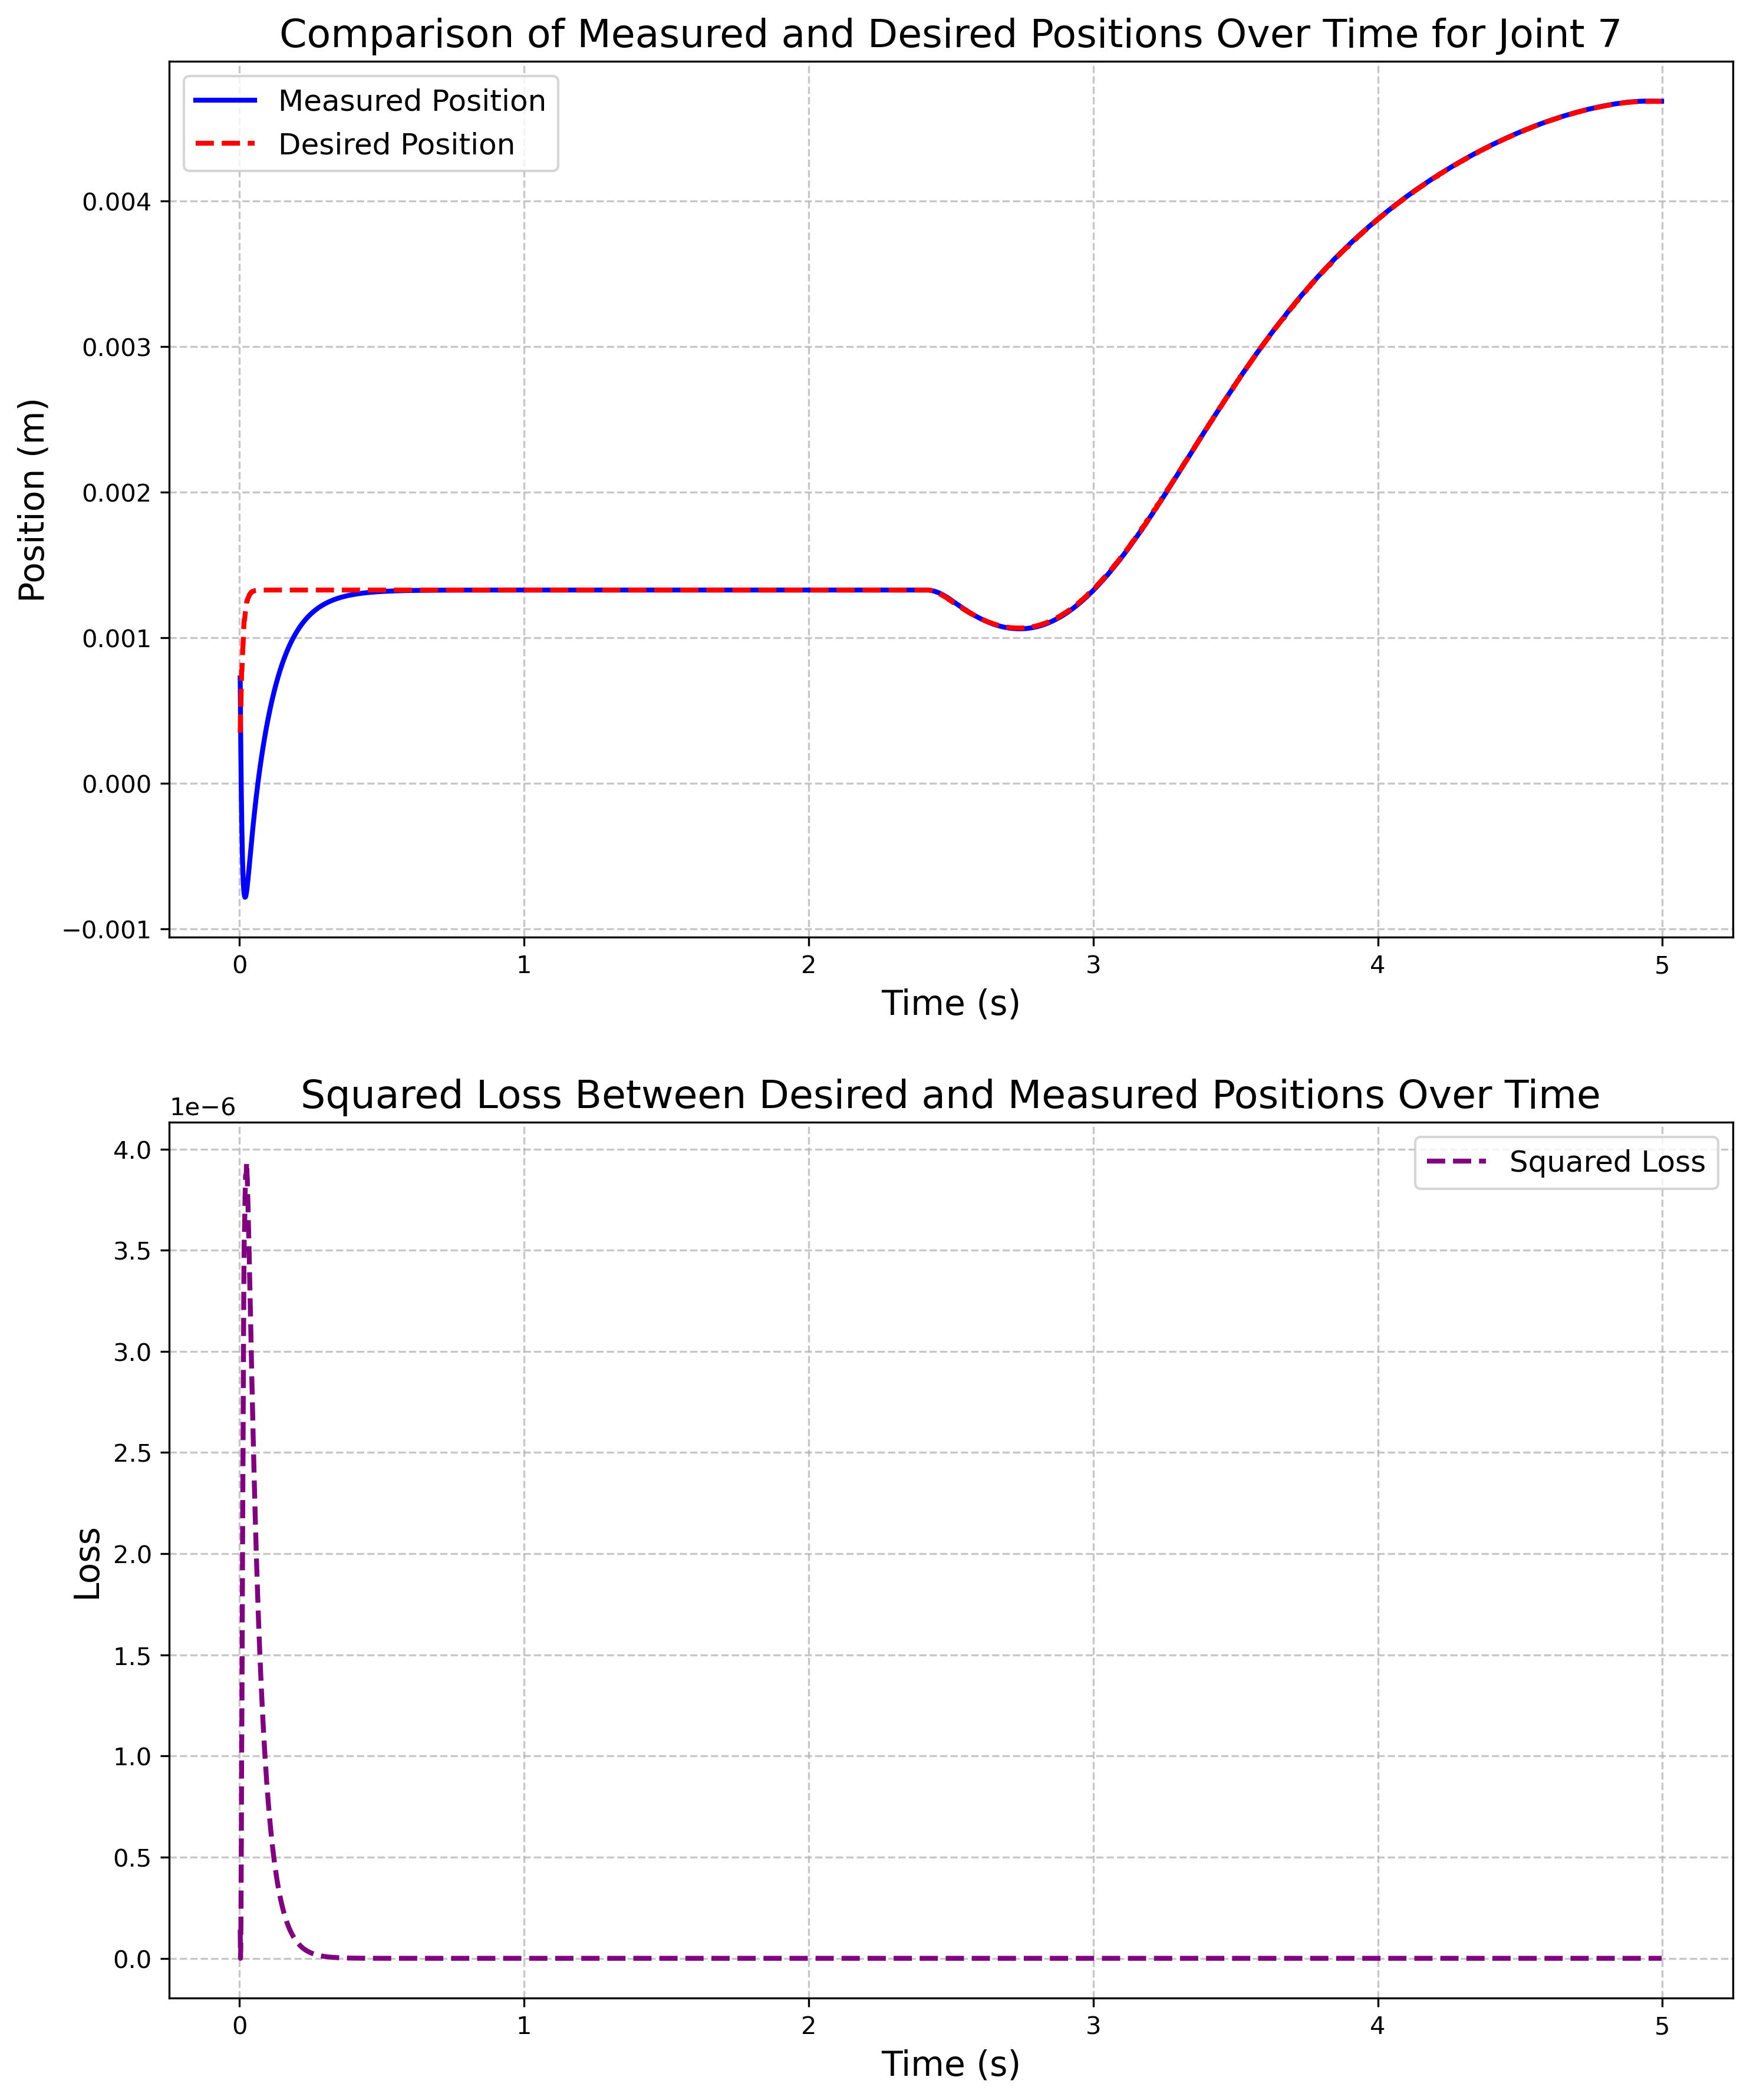 Comparison of Measured and Desired Positions Over Time for Joint 7
Measured Position
Desired Position
Position (m)
0.004
0.003
0.002
0.001
0.000
−0.001
0 1 2 3 4 5
Time (s)
Squared Loss Between Desired and Measured Positions Over Time
1e−6
Squared Loss
Loss
4.0
3.5
3.0
2.5
2.0
1.5
1.0
0.5
0.0
0 1 2 3 4 5
Time (s)